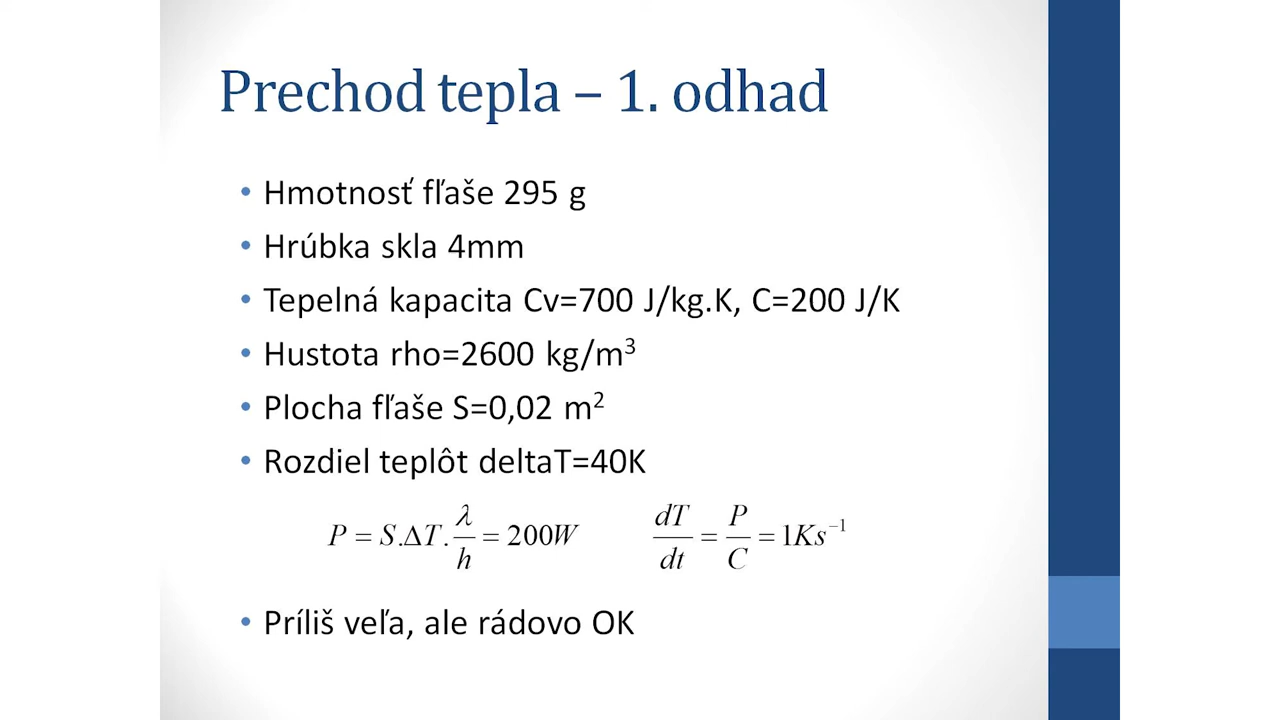 Prechod tepla – 1. odhad
• Hmotnosť fľaše 295 g
• Hrúbka skla 4mm
• Tepelná kapacita Cv=700 J/kg.K, C=200 J/K
• Hustota rho=2600 kg/m³
• Plocha fľaše S=0,02 m²
• Rozdiel teplôt deltaT=40K
P = S.ΔT.λ/h = 200W    dT/dt = P/C = 1Ks⁻¹
• Príliš veľa, ale rádovo OK